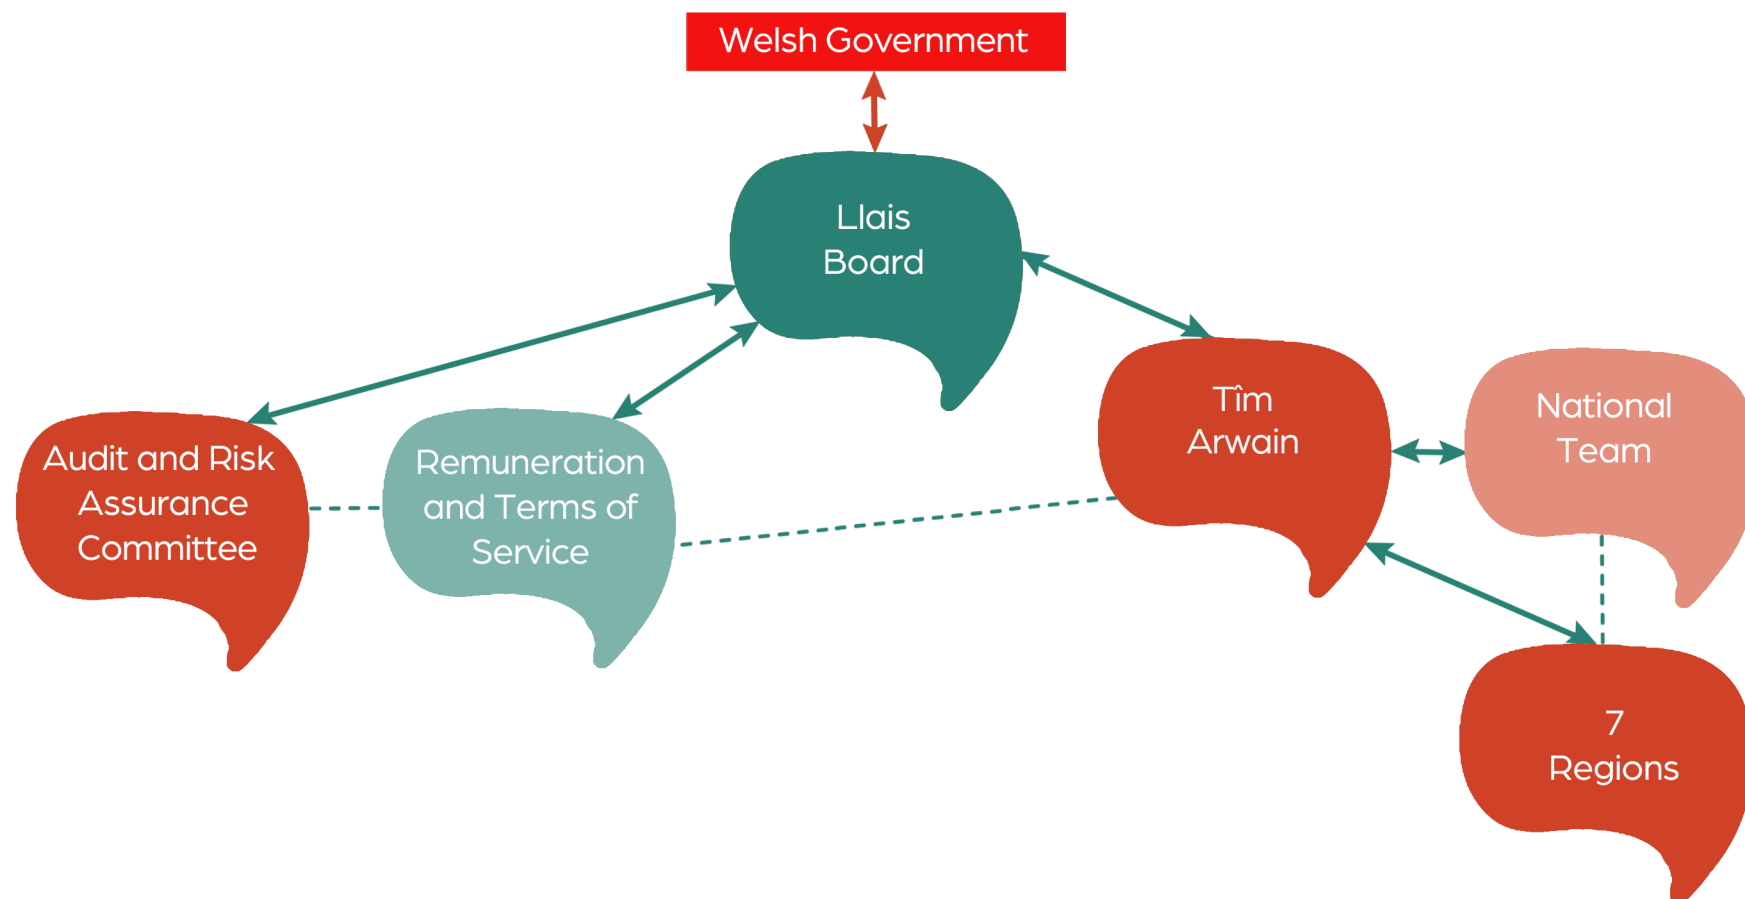 Welsh Government
Llais
Board
Audit and Risk
Assurance
Committee
Remuneration
and Terms of
Service
Tîm
Arwain
National
Team
7
Regions